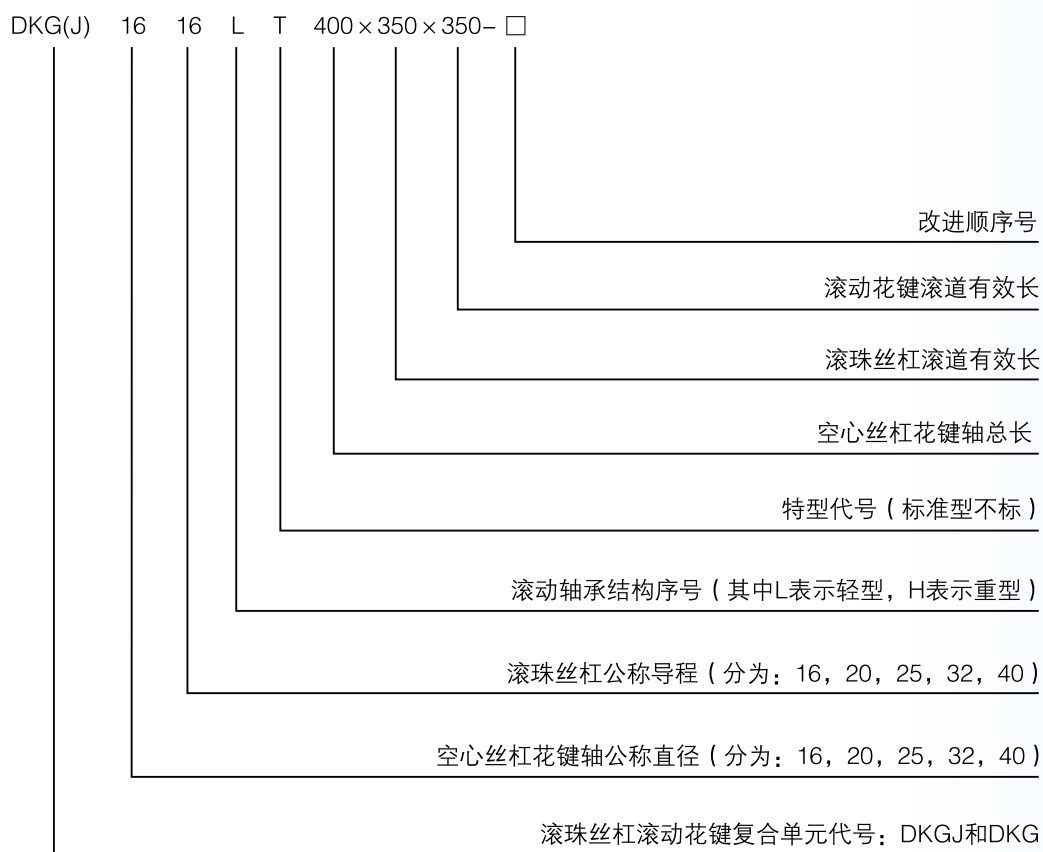 DKG(J) 16 16 L T 400×350×350-□
改进顺序号
滚动花键滚道有效长
滚珠丝杠滚道有效长
空心丝杠花键轴总长
特型代号(标准型不标)
滚动轴承结构序号(其中L表示轻型,H表示重型)
滚珠丝杠公称导程(分为:16,20,25,32,40)
空心丝杠花键轴公称直径(分为:16,20,25,32,40)
滚珠丝杠滚动花键复合单元代号:DKGJ和DKG